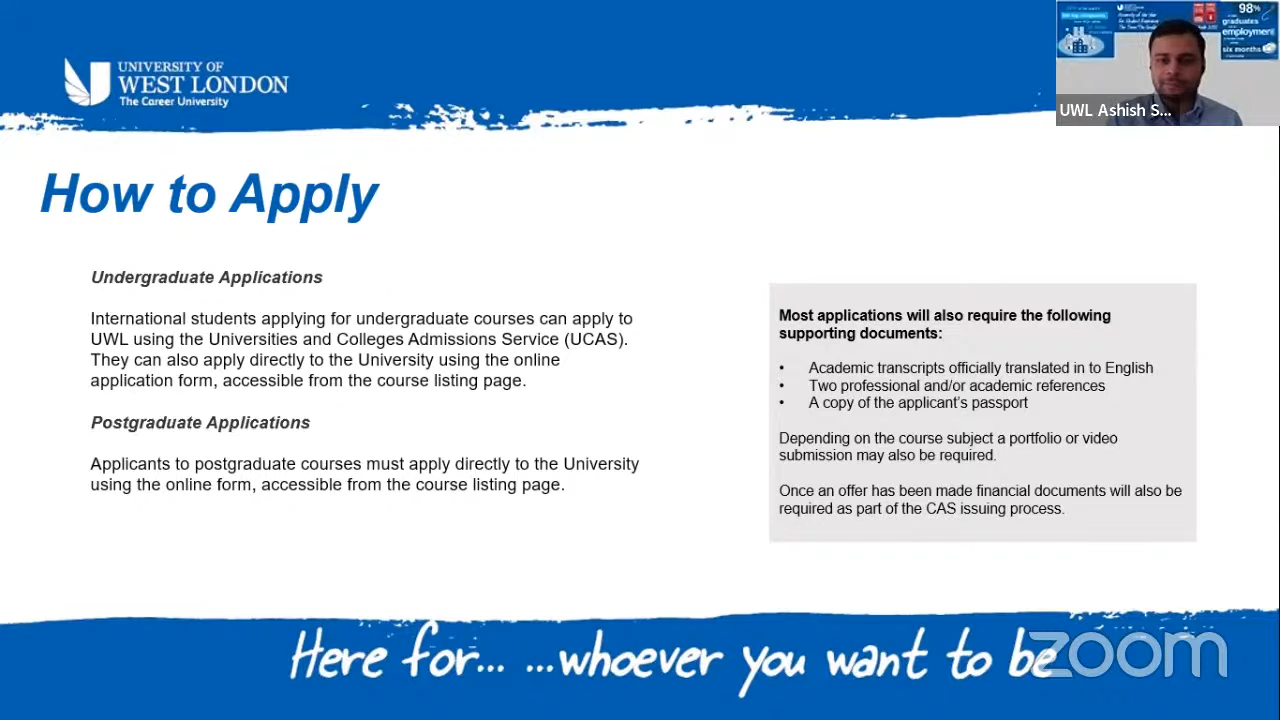 UNIVERSITY OF
WEST LONDON
The Career University
98%
graduates
employment
six months
UWL Ashish S...
How to Apply
Undergraduate Applications
International students applying for undergraduate courses can apply to
UWL using the Universities and Colleges Admissions Service (UCAS).
They can also apply directly to the University using the online
application form, accessible from the course listing page.
Postgraduate Applications
Applicants to postgraduate courses must apply directly to the University
using the online form, accessible from the course listing page.
Most applications will also require the following
supporting documents:
• Academic transcripts officially translated in to English
• Two professional and/or academic references
• A copy of the applicant's passport
Depending on the course subject a portfolio or video
submission may also be required.
Once an offer has been made financial documents will also be
required as part of the CAS issuing process.
Here for... ...whoever you want to be
zoom